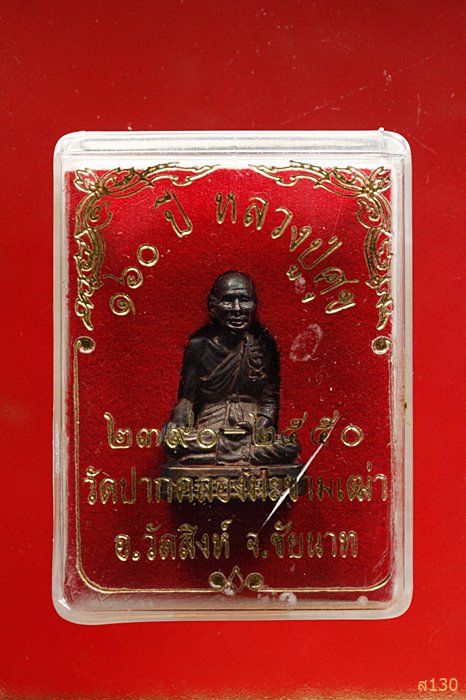 ๑๖๐ ปี หลวงปู่ศุข
๒๓๙๐-๒๕๕๐
วัดปากคลองมะขามเฒ่า
อ.วัดสิงห์ จ.ชัยนาท
ส130